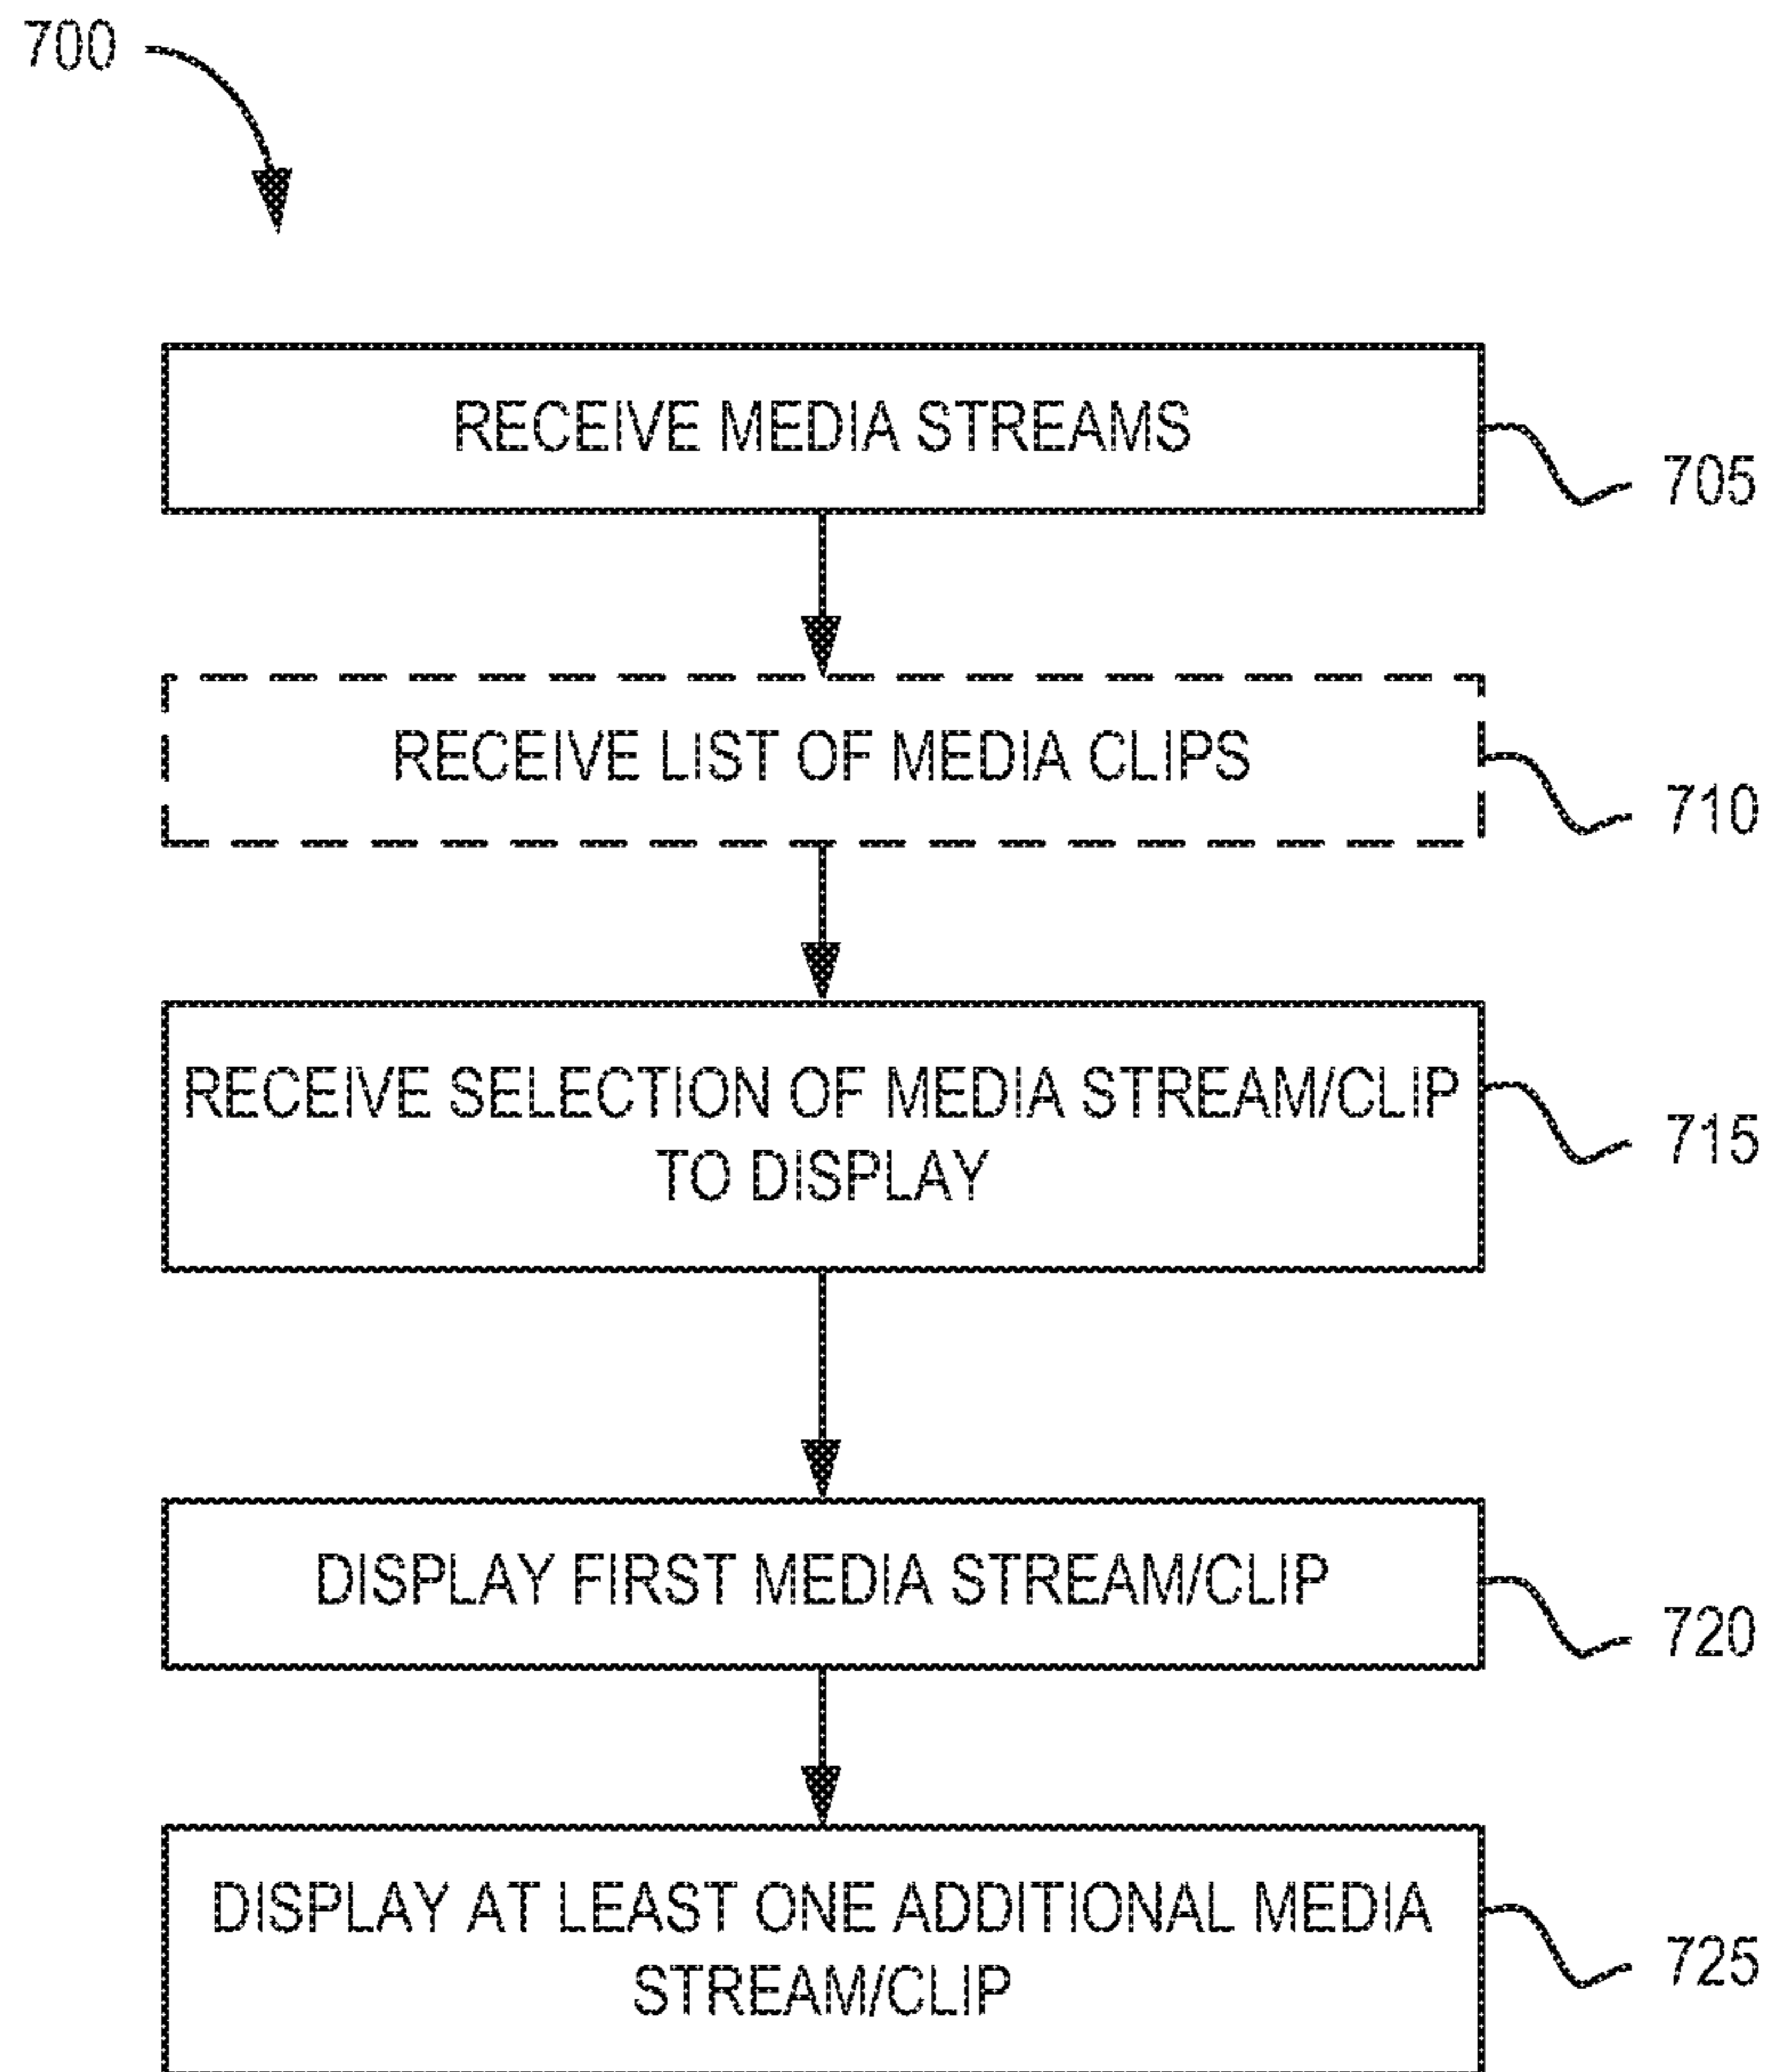 700
RECEIVE MEDIA STREAMS
705
RECEIVE LIST OF MEDIA CLIPS
710
RECEIVE SELECTION OF MEDIA STREAM/CLIP
TO DISPLAY
715
DISPLAY FIRST MEDIA STREAM/CLIP
720
DISPLAY AT LEAST ONE ADDITIONAL MEDIA
STREAM/CLIP
725